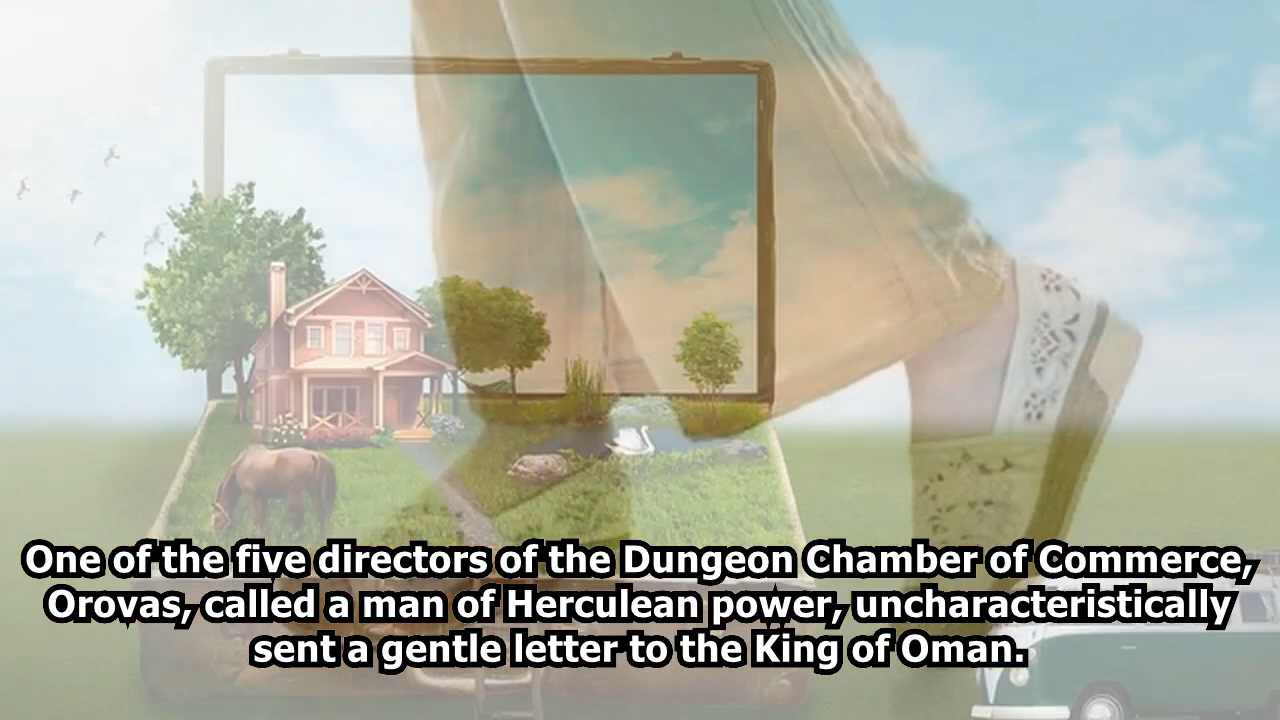 One of the five directors of the Dungeon Chamber of Commerce,
Orovas, called a man of Herculean power, uncharacteristically
sent a gentle letter to the King of Oman.